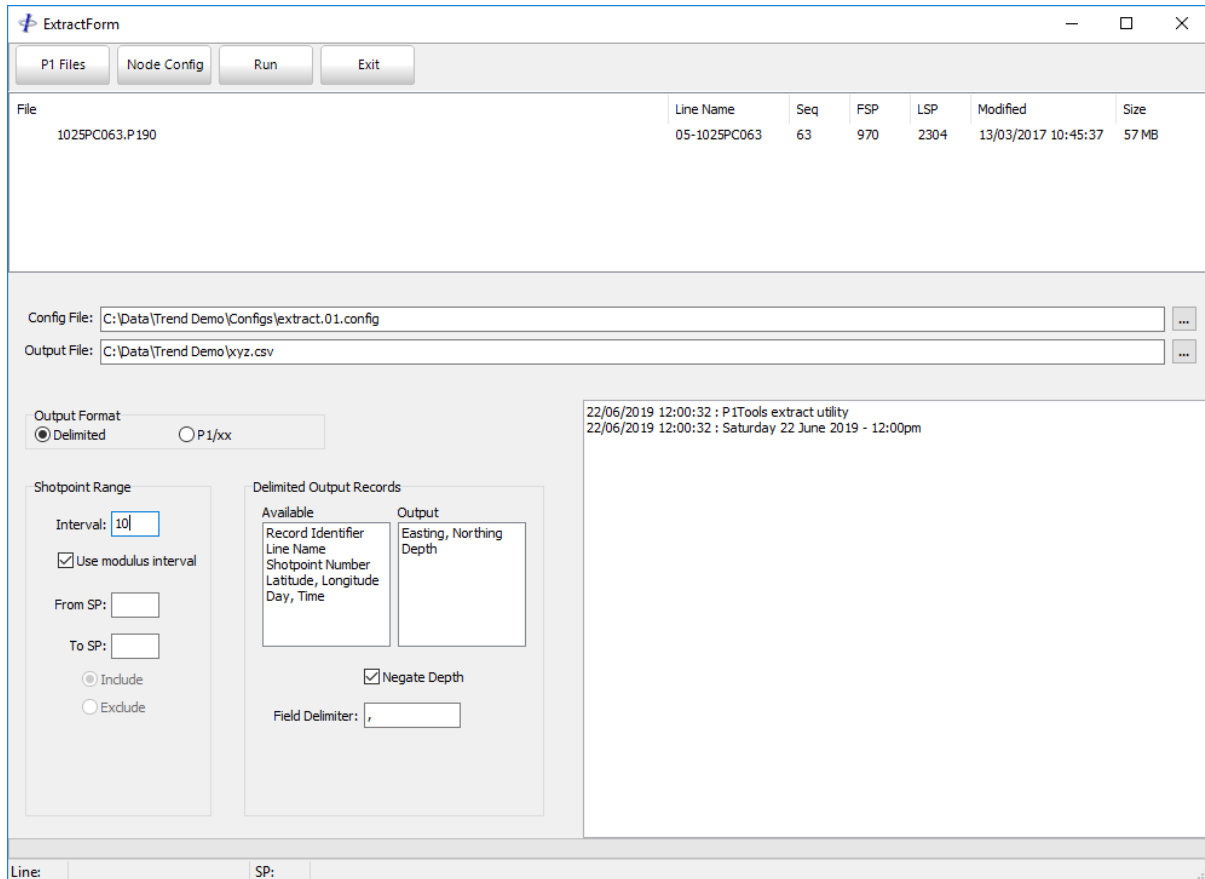 ExtractForm
P1 Files Node Config Run Exit
File Line Name Seq FSP LSP Modified Size
1025PC063.P190 05-1025PC063 63 970 2304 13/03/2017 10:45:37 57 MB
Config File: C:\Data\Trend Demo\Configs\extract.01.config ...
Output File: C:\Data\Trend Demo\xyz.csv ...
Output Format
Delimited P1/xx
Shotpoint Range
Interval: 10
Use modulus interval
From SP:
To SP:
Include
Exclude
Delimited Output Records
Available Output
Record Identifier
Line Name
Shotpoint Number
Latitude, Longitude
Day, Time
Easting, Northing
Depth
Negate Depth
Field Delimiter: ,
22/06/2019 12:00:32 : P1Tools extract utility
22/06/2019 12:00:32 : Saturday 22 June 2019 - 12:00pm
Line: SP: